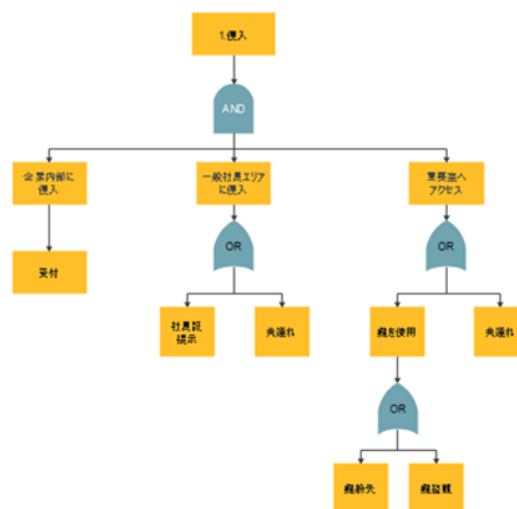 1.侵入
AND
企業内部に
侵入
一般社員エリア
に侵入
重要室へ
アクセス
OR
OR
受付
社員証
提示
共連れ
鍵を使用
共連れ
OR
鍵紛失
鍵盗難